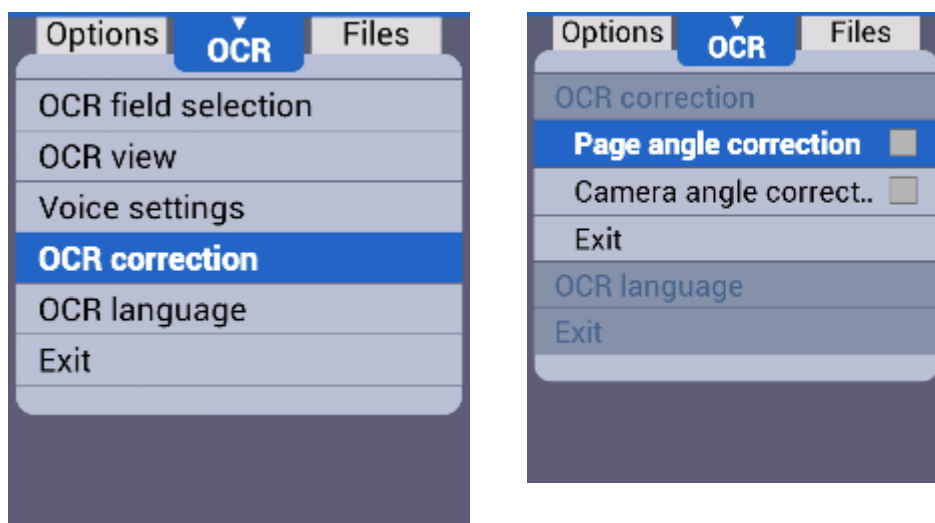 Options OCR Files
OCR field selection
OCR view
Voice settings
OCR correction
OCR language
Exit
Options OCR Files
OCR correction
Page angle correction
Camera angle correct..
Exit
OCR language
Exit